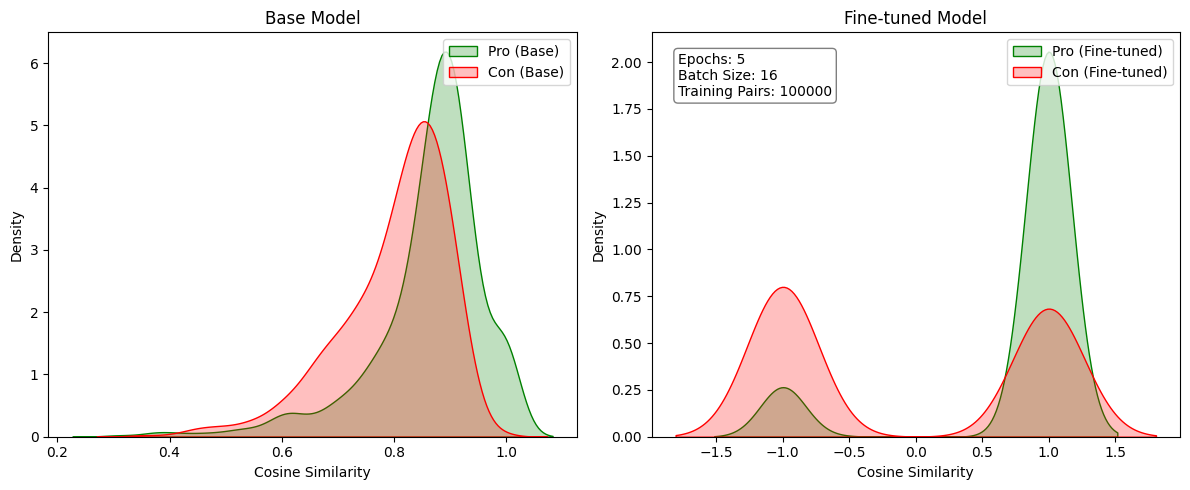 Base Model
Pro (Base)
Con (Base)
Density
6
5
4
3
2
1
0
0.2
0.4
0.6
0.8
1.0
Cosine Similarity
Fine-tuned Model
Epochs: 5
Batch Size: 16
Training Pairs: 100000
Pro (Fine-tuned)
Con (Fine-tuned)
Density
2.00
1.75
1.50
1.25
1.00
0.75
0.50
0.25
0.00
−1.5
−1.0
−0.5
0.0
0.5
1.0
1.5
Cosine Similarity